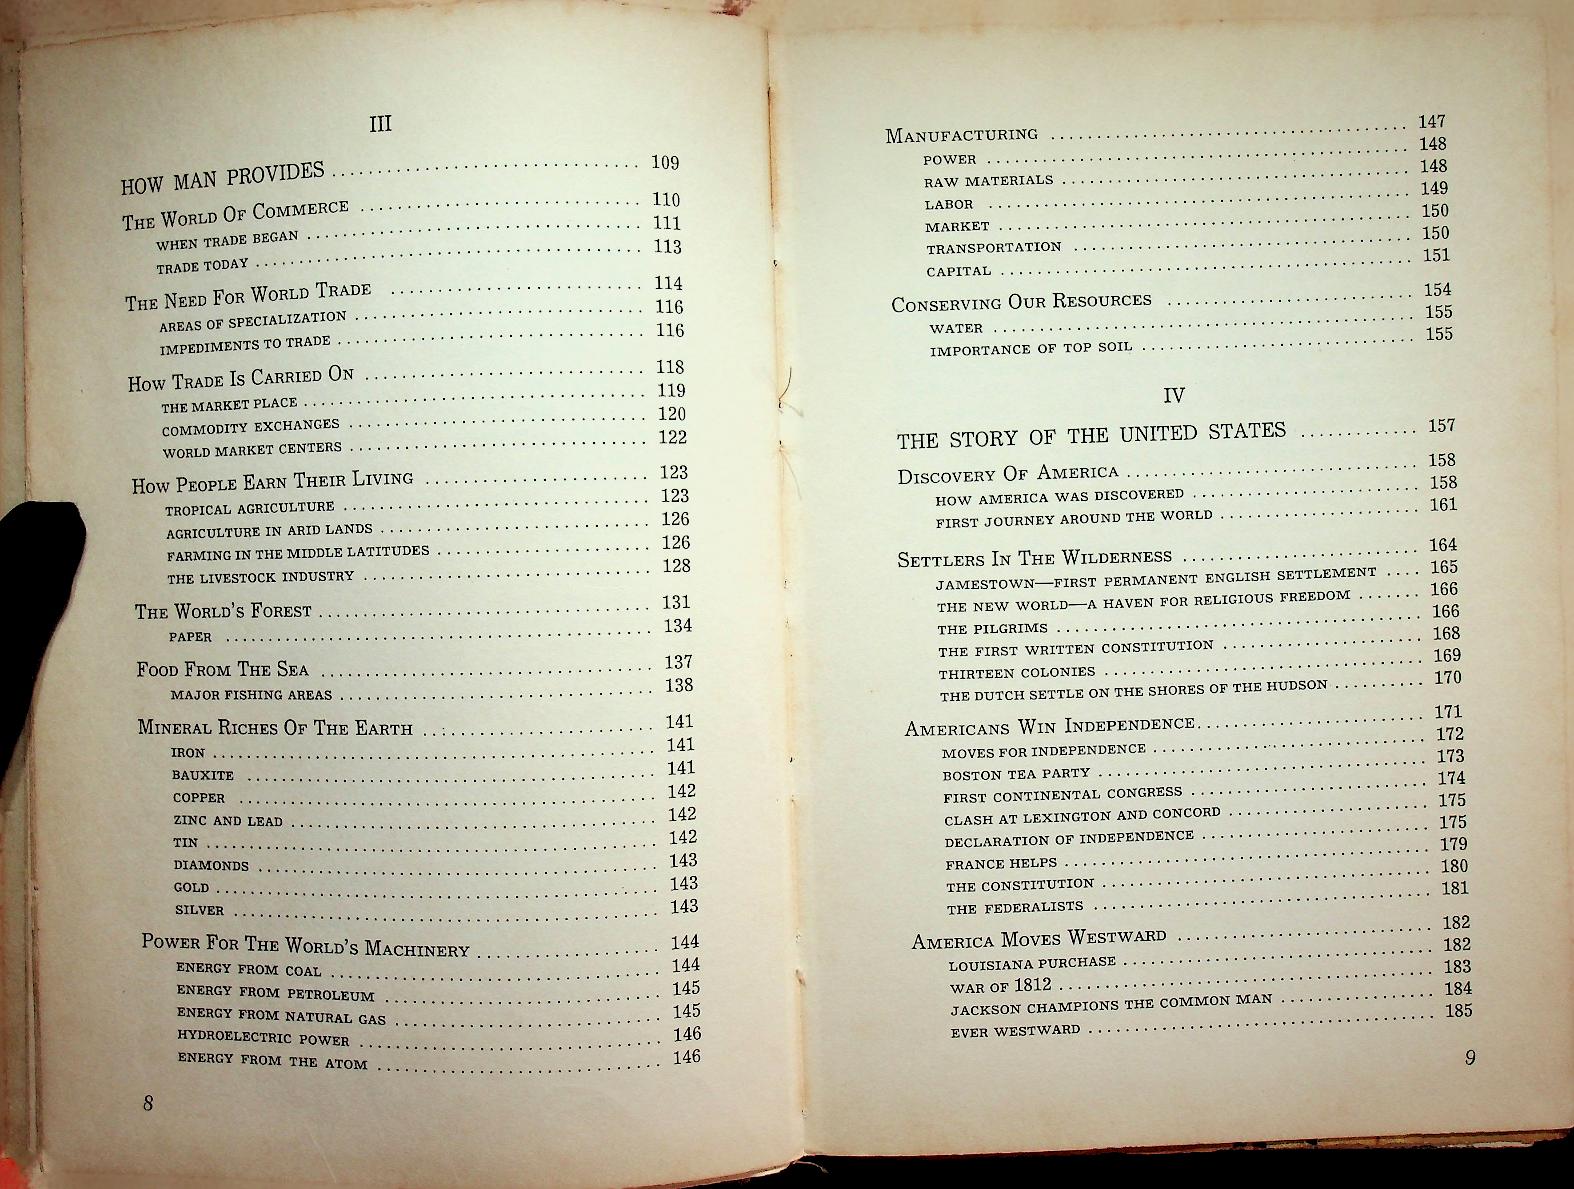 III
HOW MAN PROVIDES ................................. 109
The World Of Commerce .............................. 110
WHEN TRADE BEGAN .................................... 111
TRADE TODAY ......................................... 113
The Need For World Trade ........................... 114
AREAS OF SPECIALIZATION ............................. 116
IMPEDIMENTS TO TRADE ................................ 116
How Trade Is Carried On ............................ 118
THE MARKET PLACE .................................... 119
COMMODITY EXCHANGES ................................. 120
WORLD MARKET CENTERS ................................ 122
How People Earn Their Living ....................... 123
TROPICAL AGRICULTURE ................................ 123
AGRICULTURE IN ARID LANDS ........................... 126
FARMING IN THE MIDDLE LATITUDES ..................... 126
THE LIVESTOCK INDUSTRY .............................. 128
The World's Forest ................................. 131
PAPER ............................................... 134
Food From The Sea .................................. 137
MAJOR FISHING AREAS ................................. 138
Mineral Riches Of The Earth ........................ 141
IRON ................................................ 141
BAUXITE ............................................. 141
COPPER .............................................. 142
ZINC AND LEAD ....................................... 142
TIN ................................................. 142
DIAMONDS ............................................ 143
GOLD ................................................ 143
SILVER .............................................. 143
Power For The World's Machinery .................... 144
ENERGY FROM COAL .................................... 144
ENERGY FROM PETROLEUM ............................... 145
ENERGY FROM NATURAL GAS ............................. 145
HYDROELECTRIC POWER ................................. 146
ENERGY FROM THE ATOM ................................ 146
8
Manufacturing ...................................... 147
POWER ............................................... 148
RAW MATERIALS ....................................... 148
LABOR ............................................... 149
MARKET .............................................. 150
TRANSPORTATION ...................................... 150
CAPITAL ............................................. 151
Conserving Our Resources ........................... 154
WATER ............................................... 155
IMPORTANCE OF TOP SOIL .............................. 155
IV
THE STORY OF THE UNITED STATES ............. 157
Discovery Of America ............................... 158
HOW AMERICA WAS DISCOVERED .......................... 158
FIRST JOURNEY AROUND THE WORLD ...................... 161
Settlers In The Wilderness ......................... 164
JAMESTOWN—FIRST PERMANENT ENGLISH SETTLEMENT .... 165
THE NEW WORLD—A HAVEN FOR RELIGIOUS FREEDOM ....... 166
THE PILGRIMS ........................................ 166
THE FIRST WRITTEN CONSTITUTION ...................... 168
THIRTEEN COLONIES ................................... 169
THE DUTCH SETTLE ON THE SHORES OF THE HUDSON .......... 170
Americans Win Independence ......................... 171
MOVES FOR INDEPENDENCE .............................. 172
BOSTON TEA PARTY .................................... 173
FIRST CONTINENTAL CONGRESS .......................... 174
CLASH AT LEXINGTON AND CONCORD ...................... 175
DECLARATION OF INDEPENDENCE ......................... 175
FRANCE HELPS ........................................ 179
THE CONSTITUTION .................................... 180
THE FEDERALISTS ..................................... 181
America Moves Westward ............................. 182
LOUISIANA PURCHASE .................................. 182
WAR OF 1812 ......................................... 183
JACKSON CHAMPIONS THE COMMON MAN .................... 184
EVER WESTWARD ....................................... 185
9